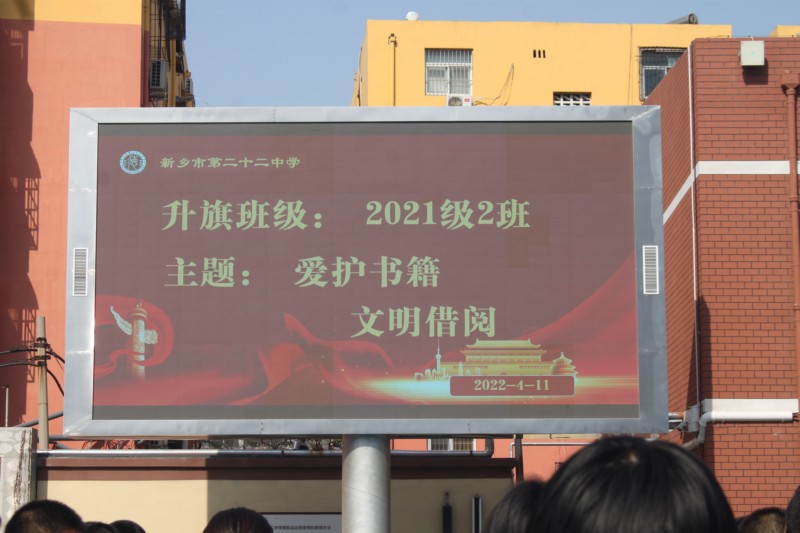 新乡市第二十二中学
升旗班级： 2021级2班
主题： 爱护书籍
文明借阅
2022-4-11